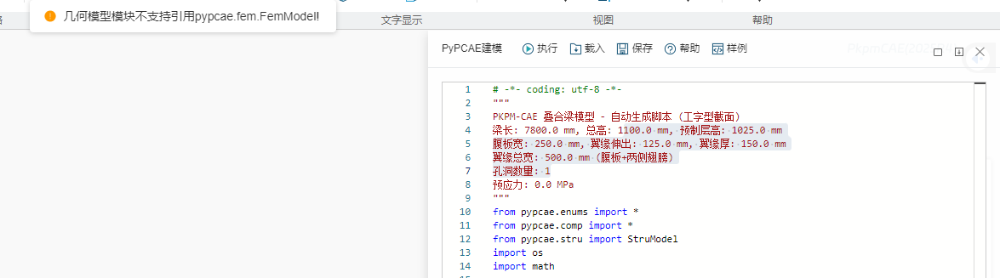 几何模型模块不支持引用pypcae.fem.FemModel!
文字显示
视图
帮助
PyPCAE建模
执行
载入
保存
帮助
样例
1 # -*- coding: utf-8 -*-
2 """
3 PKPM-CAE 叠合梁模型 - 自动生成脚本 (工字型截面)
4 梁长: 7800.0 mm, 总高: 1100.0 mm, 预制层高: 1025.0 mm
5 腹板宽: 250.0 mm, 翼缘伸出: 125.0 mm, 翼缘厚: 150.0 mm
6 翼缘总宽: 500.0 mm (腹板+两侧翅膀)
7 孔洞数量: 1
8 预应力: 0.0 MPa
9 """
10 from pypcae.enums import *
11 from pypcae.comp import *
12 from pypcae.stru import StruModel
13 import os
14 import math